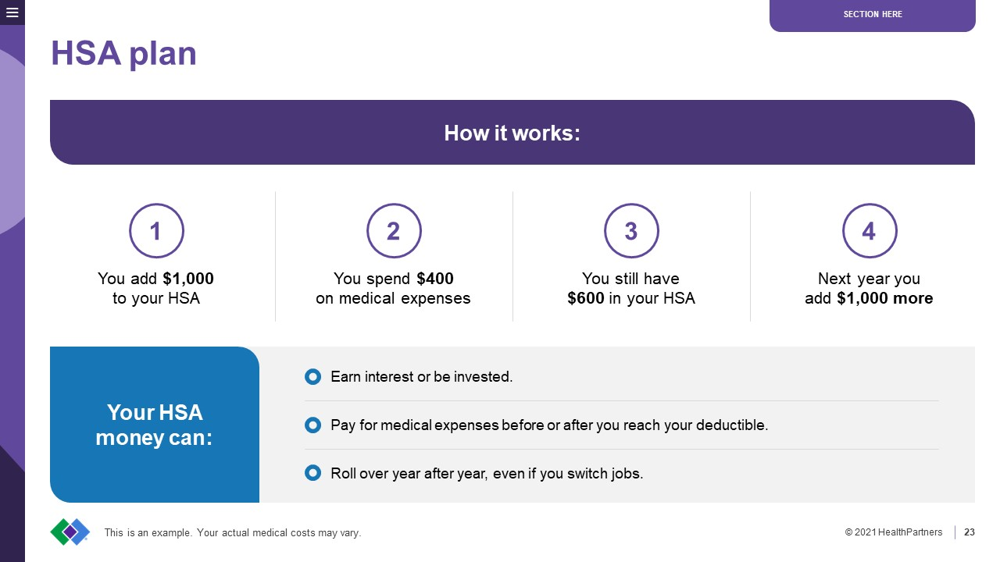 SECTION HERE
HSA plan
How it works:
1
You add $1,000
to your HSA
2
You spend $400
on medical expenses
3
You still have
$600 in your HSA
4
Next year you
add $1,000 more
Your HSA
money can:
Earn interest or be invested.
Pay for medical expenses before or after you reach your deductible.
Roll over year after year, even if you switch jobs.
This is an example. Your actual medical costs may vary.
© 2021 HealthPartners
23